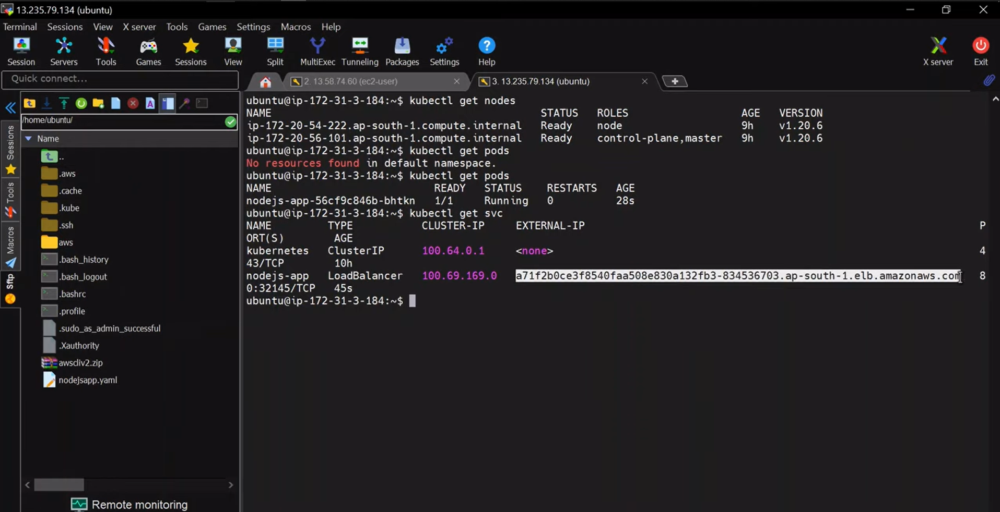 13.235.79.134 (ubuntu)
Terminal Sessions View X server Tools Games Settings Macros Help
Session Servers Tools Games Sessions View Split MultiExec Tunneling Packages Settings Help X server Exit
Quick connect...
2. 13.58.74.60 (ec2-user)
3. 13.235.79.134 (ubuntu)
/home/ubuntu/
Name
..
.aws
.cache
.kube
.ssh
aws
.bash_history
.bash_logout
.bashrc
.profile
.sudo_as_admin_successful
.Xauthority
awscliv2.zip
nodejsapp.yaml
Remote monitoring
Sessions
Tools
Macros
Sftp
ubuntu@ip-172-31-3-184:~$ kubectl get nodes
NAME STATUS ROLES AGE VERSION
ip-172-20-54-222.ap-south-1.compute.internal Ready node 9h v1.20.6
ip-172-20-56-101.ap-south-1.compute.internal Ready control-plane,master 9h v1.20.6
ubuntu@ip-172-31-3-184:~$ kubectl get pods
No resources found in default namespace.
ubuntu@ip-172-31-3-184:~$ kubectl get pods
NAME READY STATUS RESTARTS AGE
nodejs-app-56cf9c846b-bhtkn 1/1 Running 0 28s
ubuntu@ip-172-31-3-184:~$ kubectl get svc
NAME TYPE CLUSTER-IP EXTERNAL-IP P
ORT(S) AGE
kubernetes ClusterIP 100.64.0.1 <none> 4
43/TCP 10h
nodejs-app LoadBalancer 100.69.169.0 a71f2b0ce3f8540faa508e830a132fb3-834536703.ap-south-1.elb.amazonaws.com 8
0:32145/TCP 45s
ubuntu@ip-172-31-3-184:~$